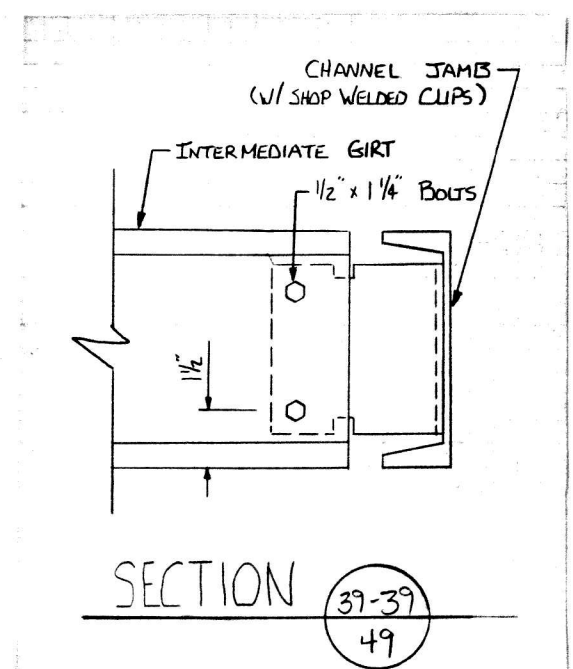 CHANNEL JAMB
(W/ SHOP WELDED CLIPS)
INTERMEDIATE GIRT
1/2" x 1 1/4" BOLTS
1 1/2"
SECTION
39-39
49